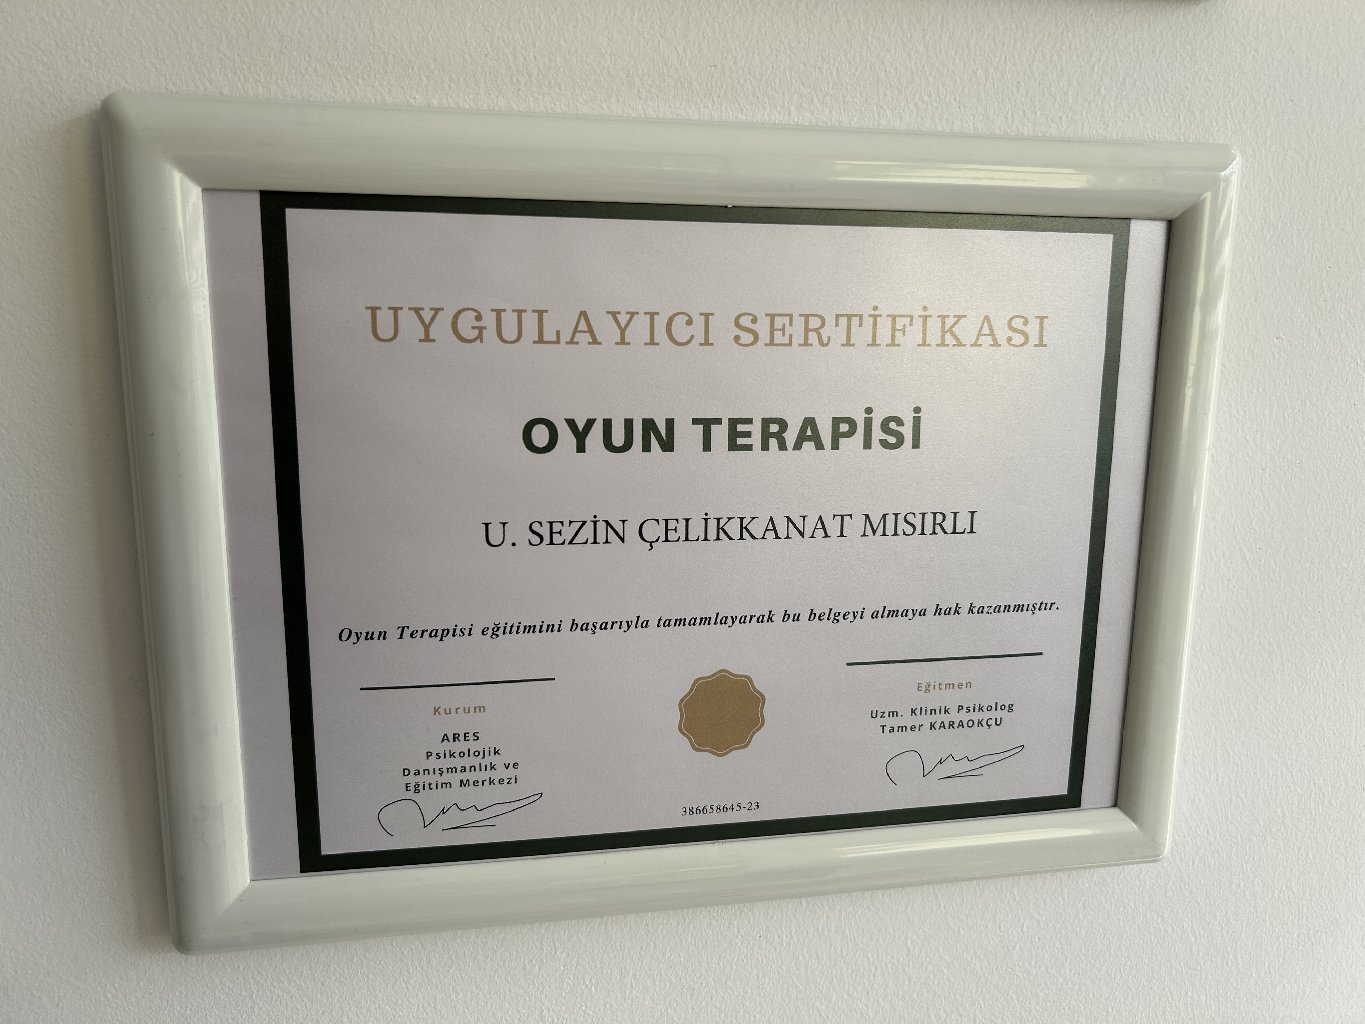 UYGULAYICI SERTİFİKASI
OYUN TERAPİSİ
U. SEZİN ÇELİKKANAT MISIRLI
Oyun Terapisi eğitimini başarıyla tamamlayarak bu belgeyi almaya hak kazanmıştır.
Kurum
ARES
Psikolojik
Danışmanlık ve
Eğitim Merkezi
386658645-23
Eğitmen
Uzm. Klinik Psikolog
Tamer KARAOKÇU